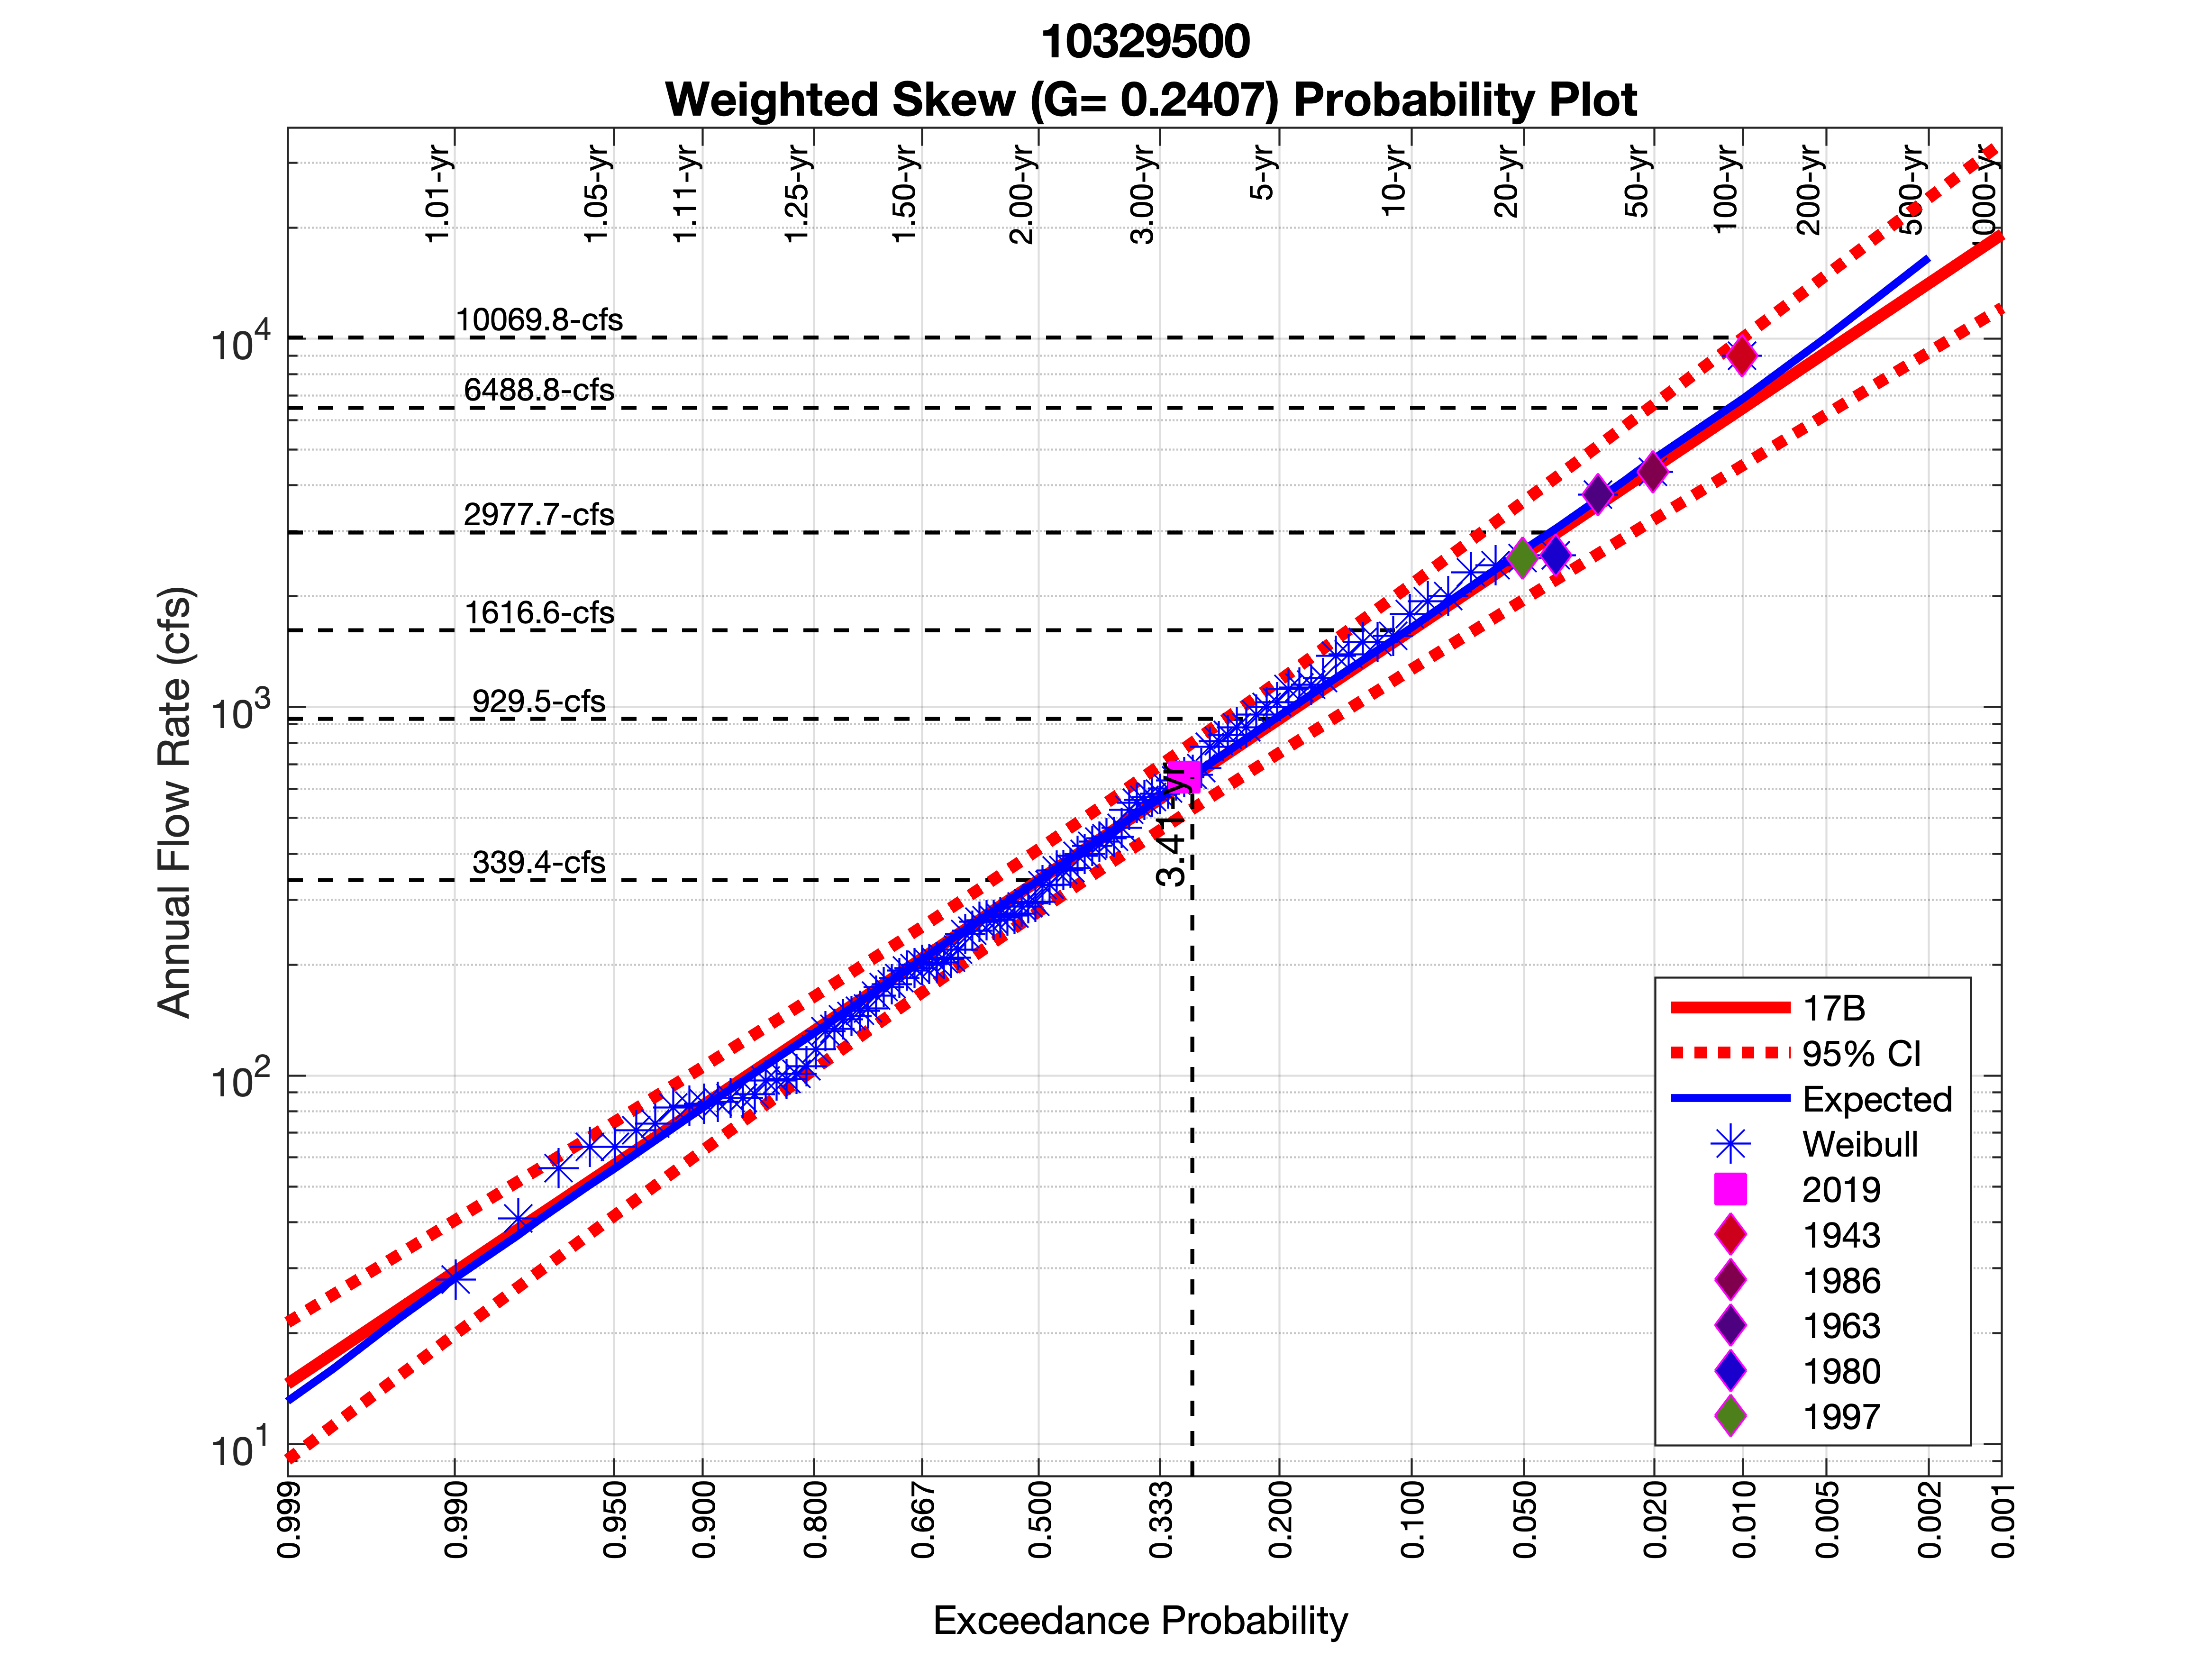 10329500
Weighted Skew (G= 0.2407) Probability Plot
1.01-yr
1.05-yr
1.11-yr
1.25-yr
1.50-yr
2.00-yr
3.00-yr
5-yr
10-yr
20-yr
50-yr
100-yr
200-yr
500-yr
1000-yr
10069.8-cfs
6488.8-cfs
2977.7-cfs
1616.6-cfs
929.5-cfs
339.4-cfs
3.41-yr
10^4
10^3
10^2
10^1
Annual Flow Rate (cfs)
17B
95% CI
Expected
Weibull
2019
1943
1986
1963
1980
1997
0.999
0.990
0.950
0.900
0.800
0.667
0.500
0.333
0.200
0.100
0.050
0.020
0.010
0.005
0.002
0.001
Exceedance Probability